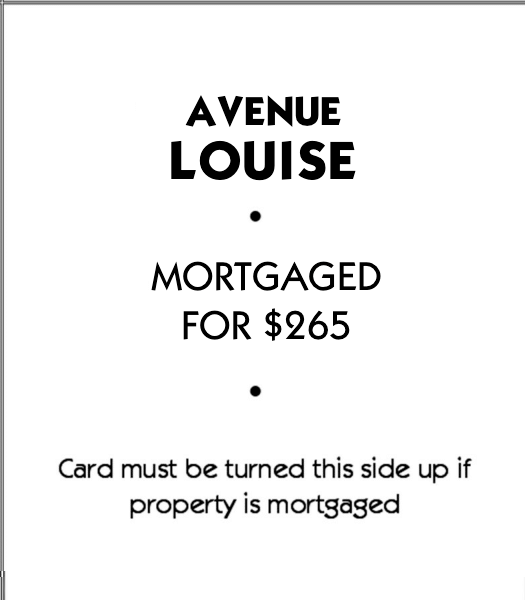 AVENUE
LOUISE
•
MORTGAGED
FOR $265
•
Card must be turned this side up if
property is mortgaged